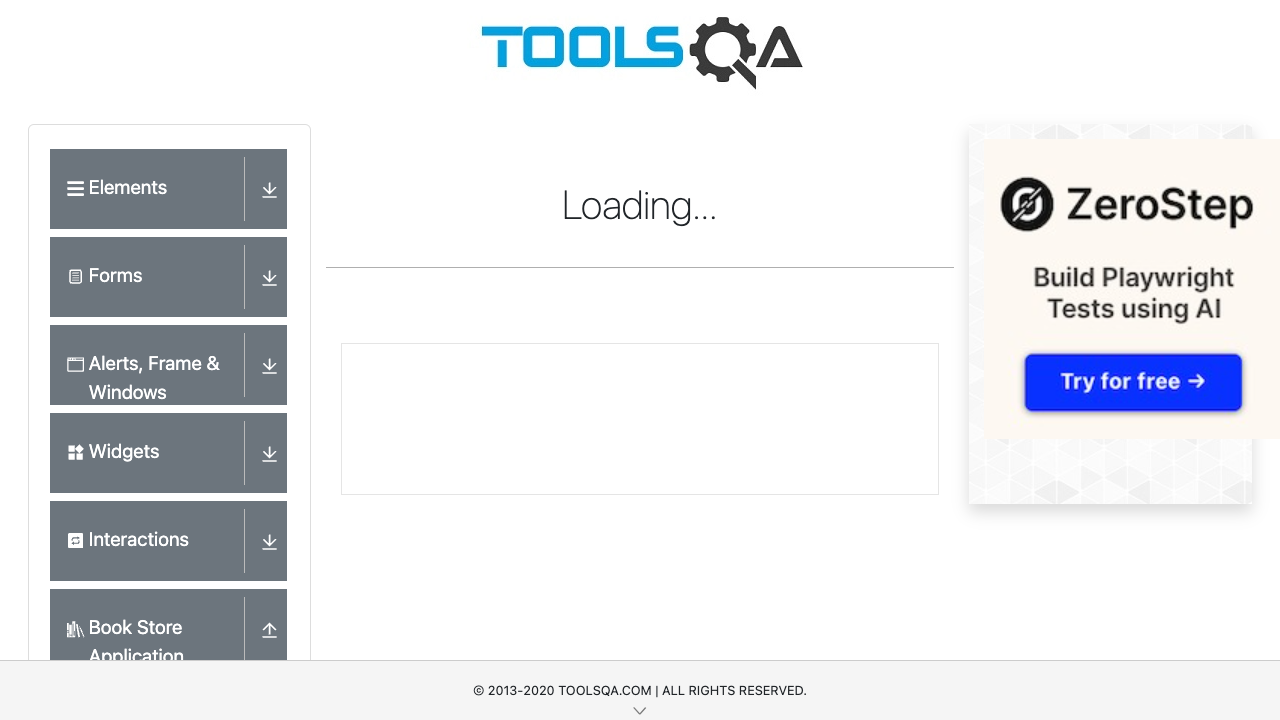 TOOLSQA
Elements
Forms
Alerts, Frame &
Windows
Widgets
Interactions
Book Store
Application
Loading...
ZeroStep
Build Playwright
Tests using AI
Try for free →
© 2013-2020 TOOLSQA.COM | ALL RIGHTS RESERVED.